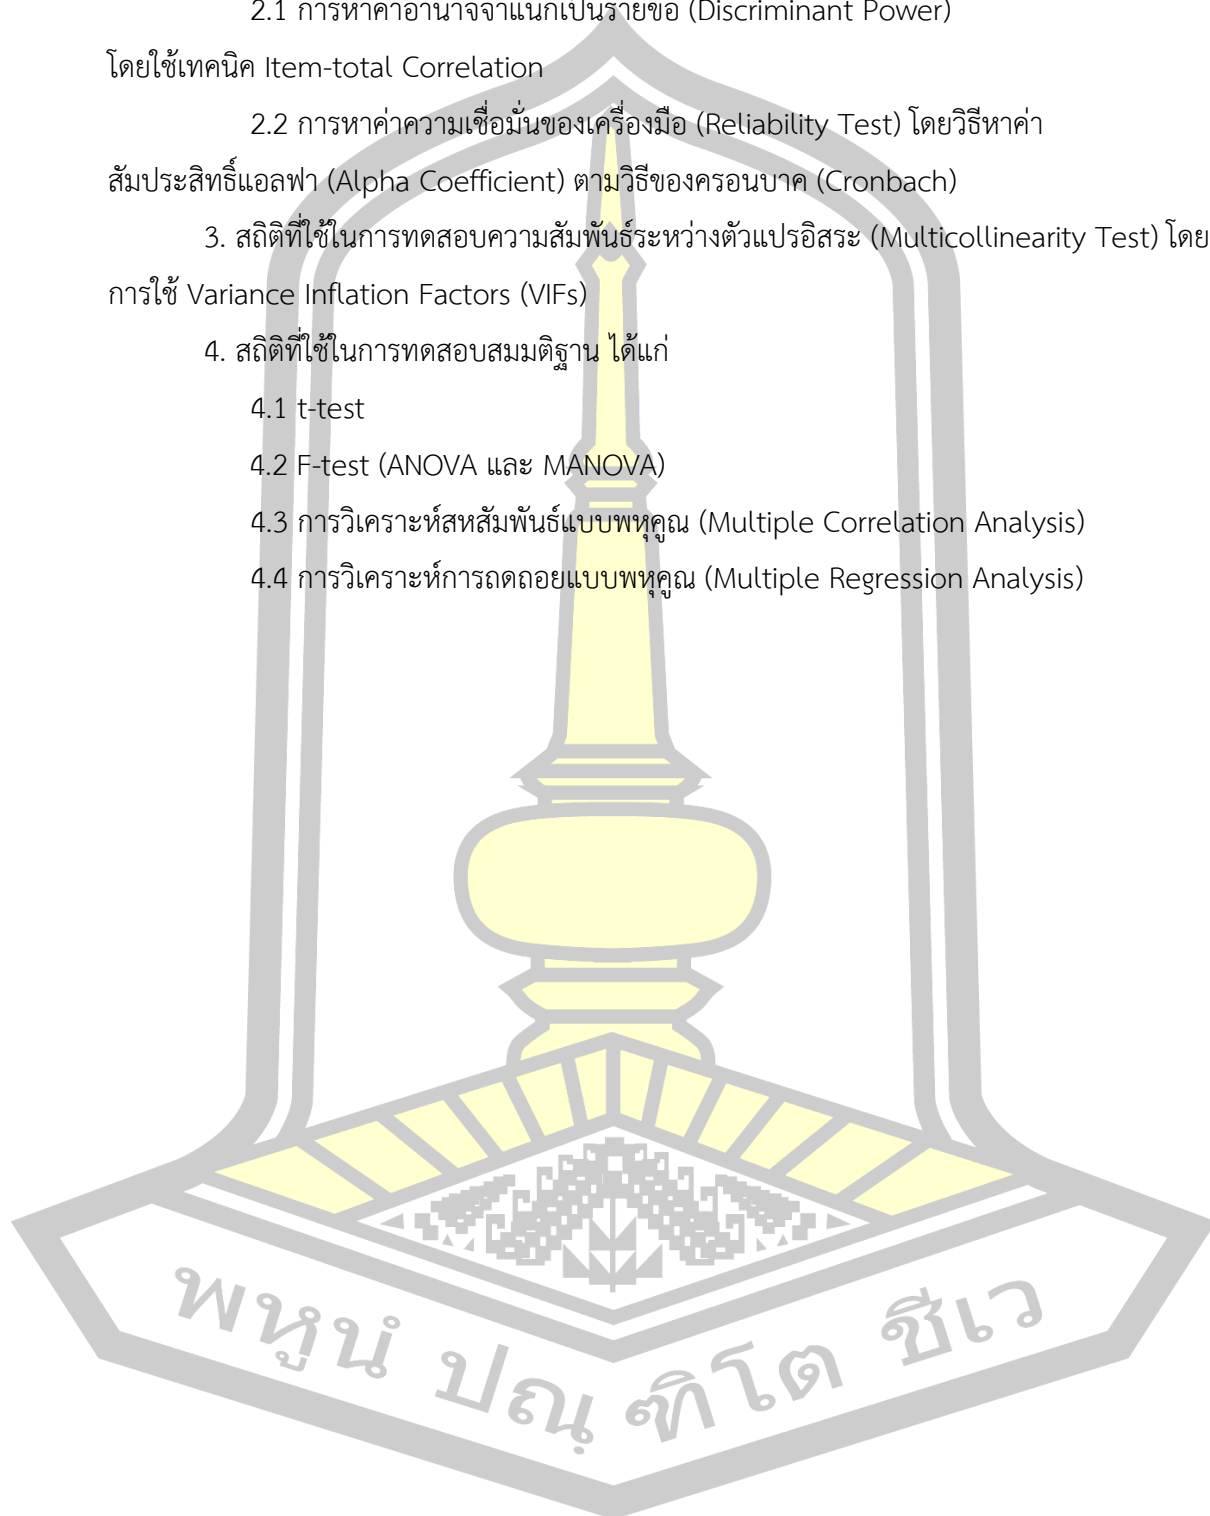 2.1 การหาค่าอำนาจจำแนกเป็นรายข้อ (Discriminant Power)
โดยใช้เทคนิค Item-total Correlation
2.2 การหาค่าความเชื่อมั่นของเครื่องมือ (Reliability Test) โดยวิธีหาค่า
สัมประสิทธิ์แอลฟา (Alpha Coefficient) ตามวิธีของครอนบาค (Cronbach)
3. สถิติที่ใช้ในการทดสอบความสัมพันธ์ระหว่างตัวแปรอิสระ (Multicollinearity Test) โดย
การใช้ Variance Inflation Factors (VIFs)
4. สถิติที่ใช้ในการทดสอบสมมติฐาน ได้แก่
4.1 t-test
4.2 F-test (ANOVA และ MANOVA)
4.3 การวิเคราะห์สหสัมพันธ์แบบพหุคูณ (Multiple Correlation Analysis)
4.4 การวิเคราะห์การถดถอยแบบพหุคูณ (Multiple Regression Analysis)
พหูนํ ปณฺฑิโต ชีเว